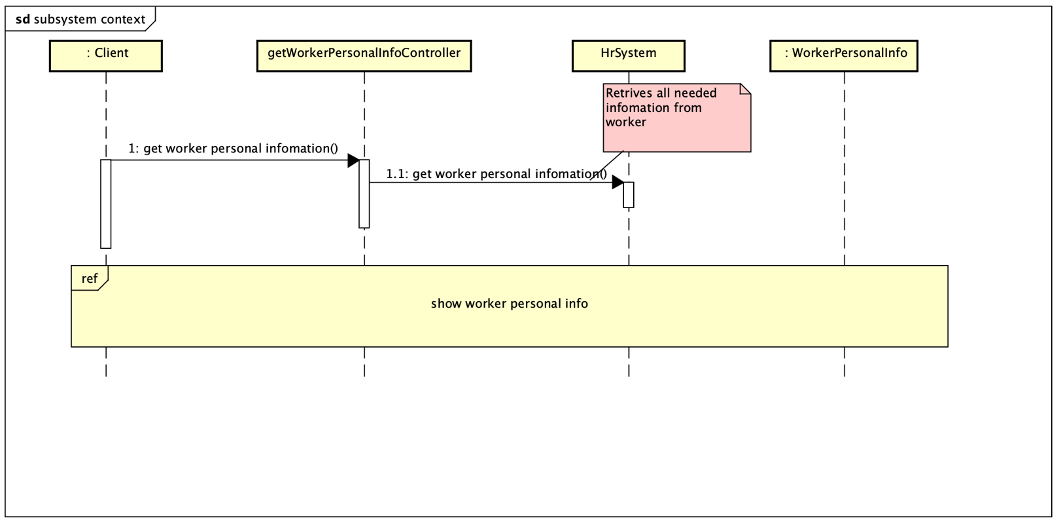 sd subsystem context
: Client
getWorkerPersonalInfoController
HrSystem
: WorkerPersonalInfo
Retrives all needed
infomation from
worker
1: get worker personal infomation()
1.1: get worker personal infomation()
ref
show worker personal info